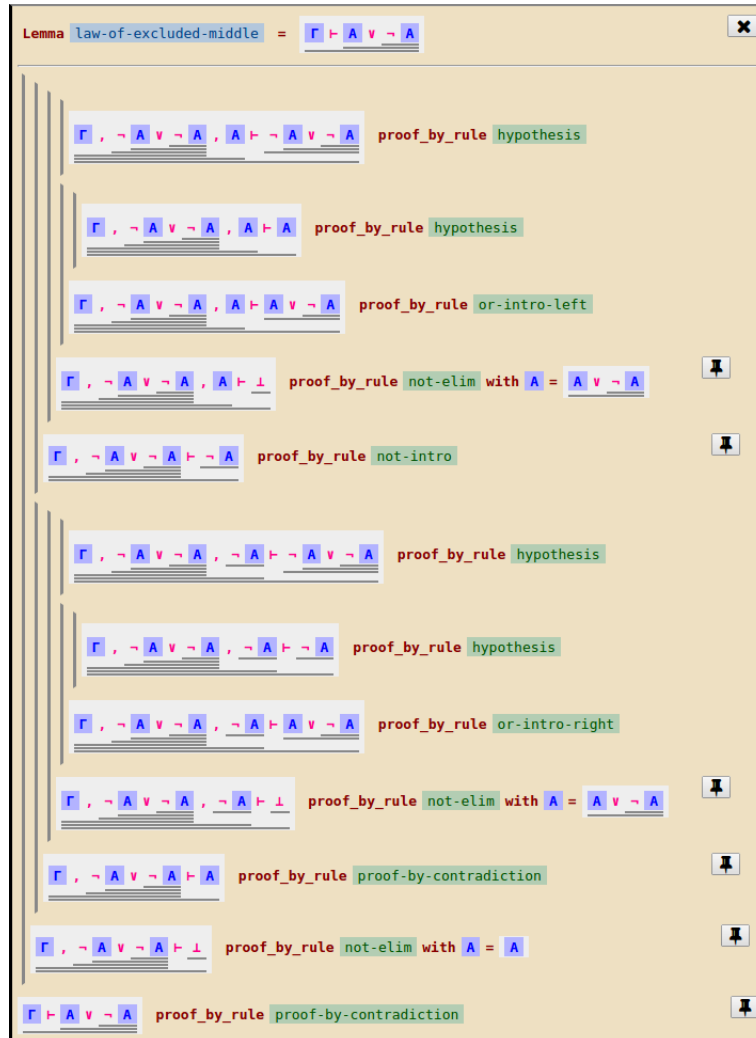 Lemma law-of-excluded-middle = Γ ⊢ A ∨ ¬ A
Γ , ¬ A ∨ ¬ A , A ⊢ ¬ A ∨ ¬ A proof_by_rule hypothesis
Γ , ¬ A ∨ ¬ A , A ⊢ A proof_by_rule hypothesis
Γ , ¬ A ∨ ¬ A , A ⊢ A ∨ ¬ A proof_by_rule or-intro-left
Γ , ¬ A ∨ ¬ A , A ⊢ ⊥ proof_by_rule not-elim with A = A ∨ ¬ A
Γ , ¬ A ∨ ¬ A ⊢ ¬ A proof_by_rule not-intro
Γ , ¬ A ∨ ¬ A , ¬ A ⊢ ¬ A ∨ ¬ A proof_by_rule hypothesis
Γ , ¬ A ∨ ¬ A , ¬ A ⊢ ¬ A proof_by_rule hypothesis
Γ , ¬ A ∨ ¬ A , ¬ A ⊢ A ∨ ¬ A proof_by_rule or-intro-right
Γ , ¬ A ∨ ¬ A , ¬ A ⊢ ⊥ proof_by_rule not-elim with A = A ∨ ¬ A
Γ , ¬ A ∨ ¬ A ⊢ A proof_by_rule proof-by-contradiction
Γ , ¬ A ∨ ¬ A ⊢ ⊥ proof_by_rule not-elim with A = A
Γ ⊢ A ∨ ¬ A proof_by_rule proof-by-contradiction